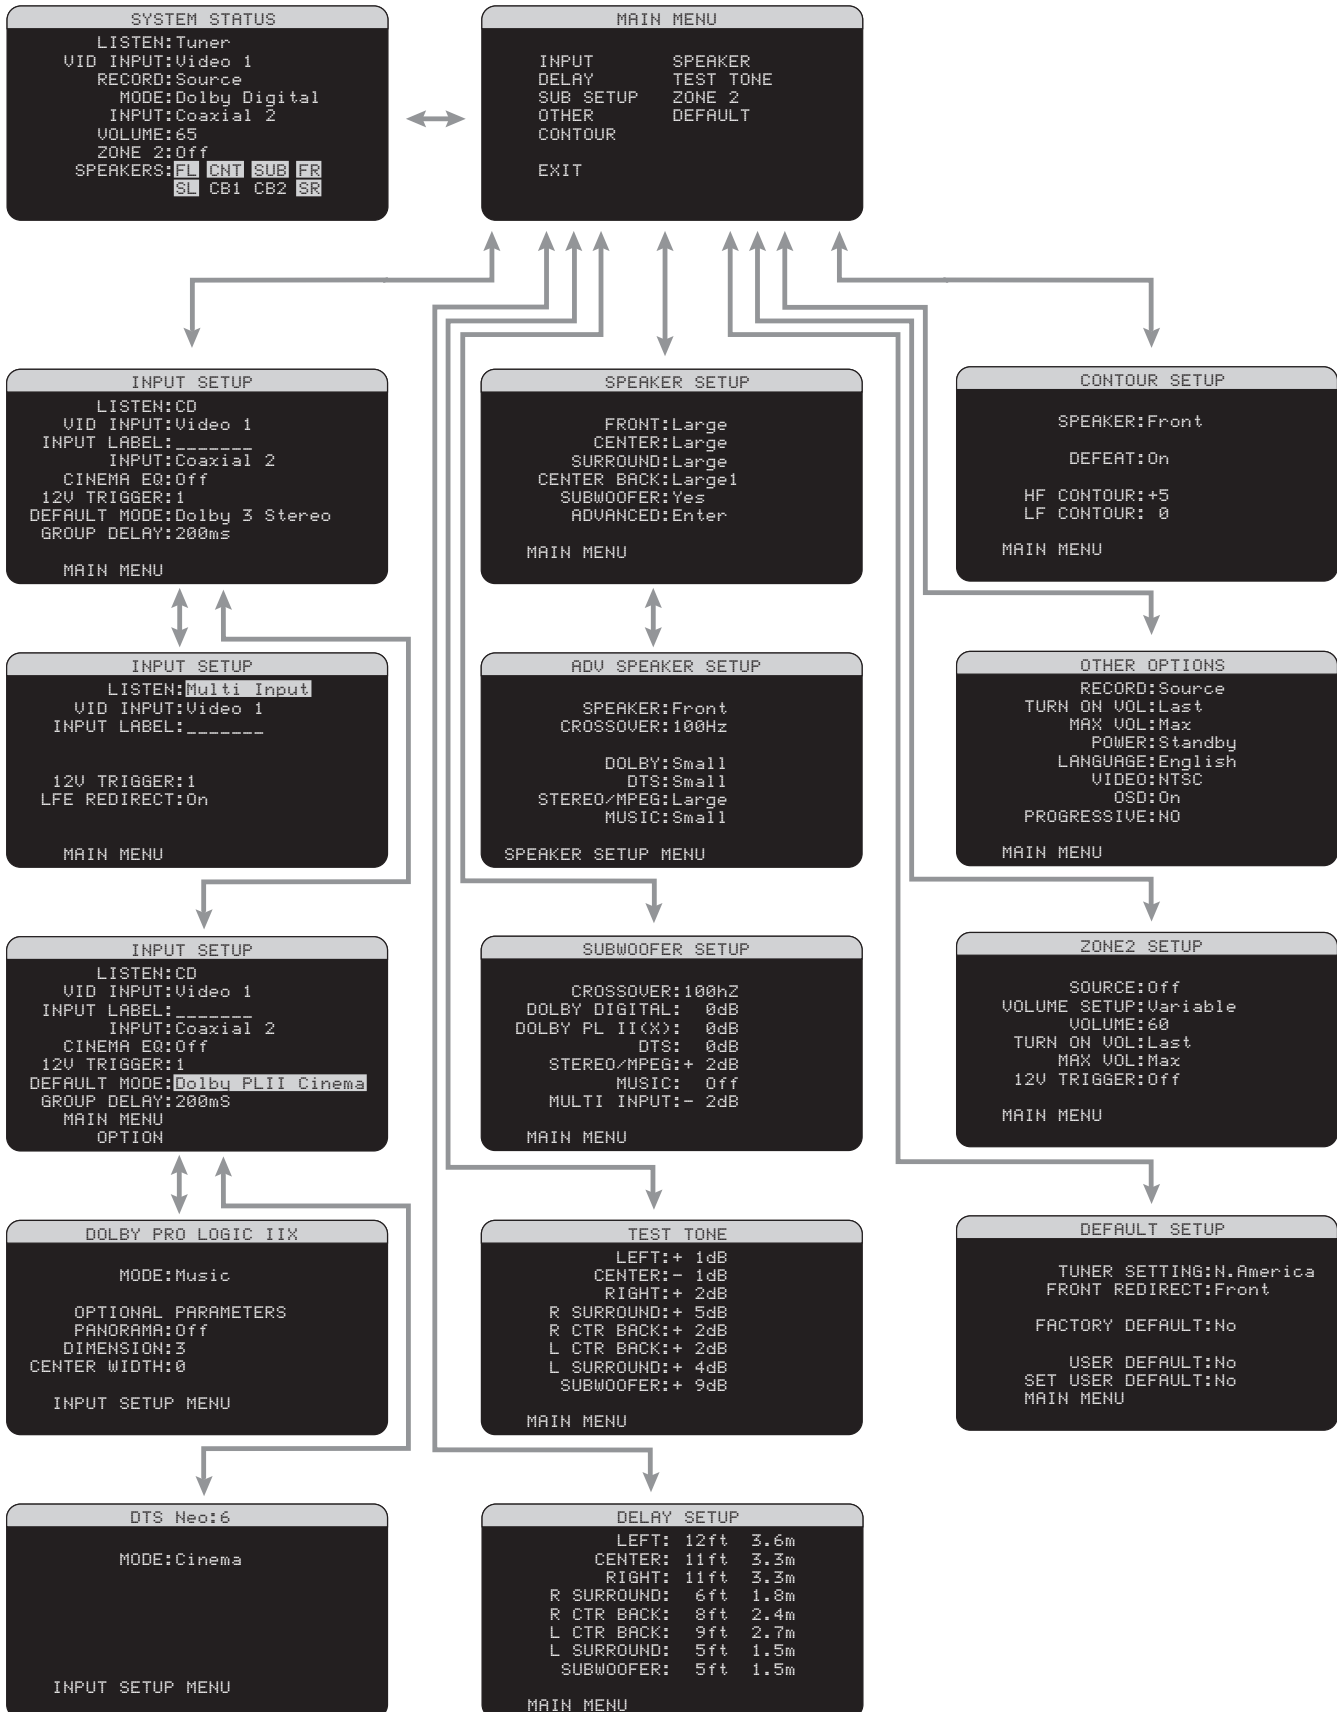 SYSTEM STATUS
LISTEN:Tuner
VID INPUT:Video 1
RECORD:Source
MODE:Dolby Digital
INPUT:Coaxial 2
VOLUME:65
ZONE 2:Off
SPEAKERS:FL CNT SUB FR
SL CB1 CB2 SR
MAIN MENU
INPUT SPEAKER
DELAY TEST TONE
SUB SETUP ZONE 2
OTHER DEFAULT
CONTOUR
EXIT
INPUT SETUP
LISTEN:CD
VID INPUT:Video 1
INPUT LABEL:_______
INPUT:Coaxial 2
CINEMA EQ:Off
12V TRIGGER:1
DEFAULT MODE:Dolby 3 Stereo
GROUP DELAY:200ms
MAIN MENU
SPEAKER SETUP
FRONT:Large
CENTER:Large
SURROUND:Large
CENTER BACK:Large1
SUBWOOFER:Yes
ADVANCED:Enter
MAIN MENU
CONTOUR SETUP
SPEAKER:Front
DEFEAT:On
HF CONTOUR:+5
LF CONTOUR: 0
MAIN MENU
INPUT SETUP
LISTEN:Multi Input
VID INPUT:Video 1
INPUT LABEL:_______
12V TRIGGER:1
LFE REDIRECT:On
MAIN MENU
ADV SPEAKER SETUP
SPEAKER:Front
CROSSOVER:100Hz
DOLBY:Small
DTS:Small
STEREO/MPEG:Large
MUSIC:Small
SPEAKER SETUP MENU
OTHER OPTIONS
RECORD:Source
TURN ON VOL:Last
MAX VOL:Max
POWER:Standby
LANGUAGE:English
VIDEO:NTSC
OSD:On
PROGRESSIVE:NO
MAIN MENU
INPUT SETUP
LISTEN:CD
VID INPUT:Video 1
INPUT LABEL:_______
INPUT:Coaxial 2
CINEMA EQ:Off
12V TRIGGER:1
DEFAULT MODE:Dolby PLII Cinema
GROUP DELAY:200mS
MAIN MENU
OPTION
SUBWOOFER SETUP
CROSSOVER:100hZ
DOLBY DIGITAL: 0dB
DOLBY PL II(X): 0dB
DTS: 0dB
STEREO/MPEG:+ 2dB
MUSIC: Off
MULTI INPUT:- 2dB
MAIN MENU
ZONE2 SETUP
SOURCE:Off
VOLUME SETUP:Variable
VOLUME:60
TURN ON VOL:Last
MAX VOL:Max
12V TRIGGER:Off
MAIN MENU
DOLBY PRO LOGIC IIX
MODE:Music
OPTIONAL PARAMETERS
PANORAMA:Off
DIMENSION:3
CENTER WIDTH:0
INPUT SETUP MENU
TEST TONE
LEFT:+ 1dB
CENTER:- 1dB
RIGHT:+ 2dB
R SURROUND:+ 5dB
R CTR BACK:+ 2dB
L CTR BACK:+ 2dB
L SURROUND:+ 4dB
SUBWOOFER:+ 9dB
MAIN MENU
DEFAULT SETUP
TUNER SETTING:N.America
FRONT REDIRECT:Front
FACTORY DEFAULT:No
USER DEFAULT:No
SET USER DEFAULT:No
MAIN MENU
DTS Neo:6
MODE:Cinema
INPUT SETUP MENU
DELAY SETUP
LEFT: 12ft 3.6m
CENTER: 11ft 3.3m
RIGHT: 11ft 3.3m
R SURROUND: 6ft 1.8m
R CTR BACK: 8ft 2.4m
L CTR BACK: 9ft 2.7m
L SURROUND: 5ft 1.5m
SUBWOOFER: 5ft 1.5m
MAIN MENU